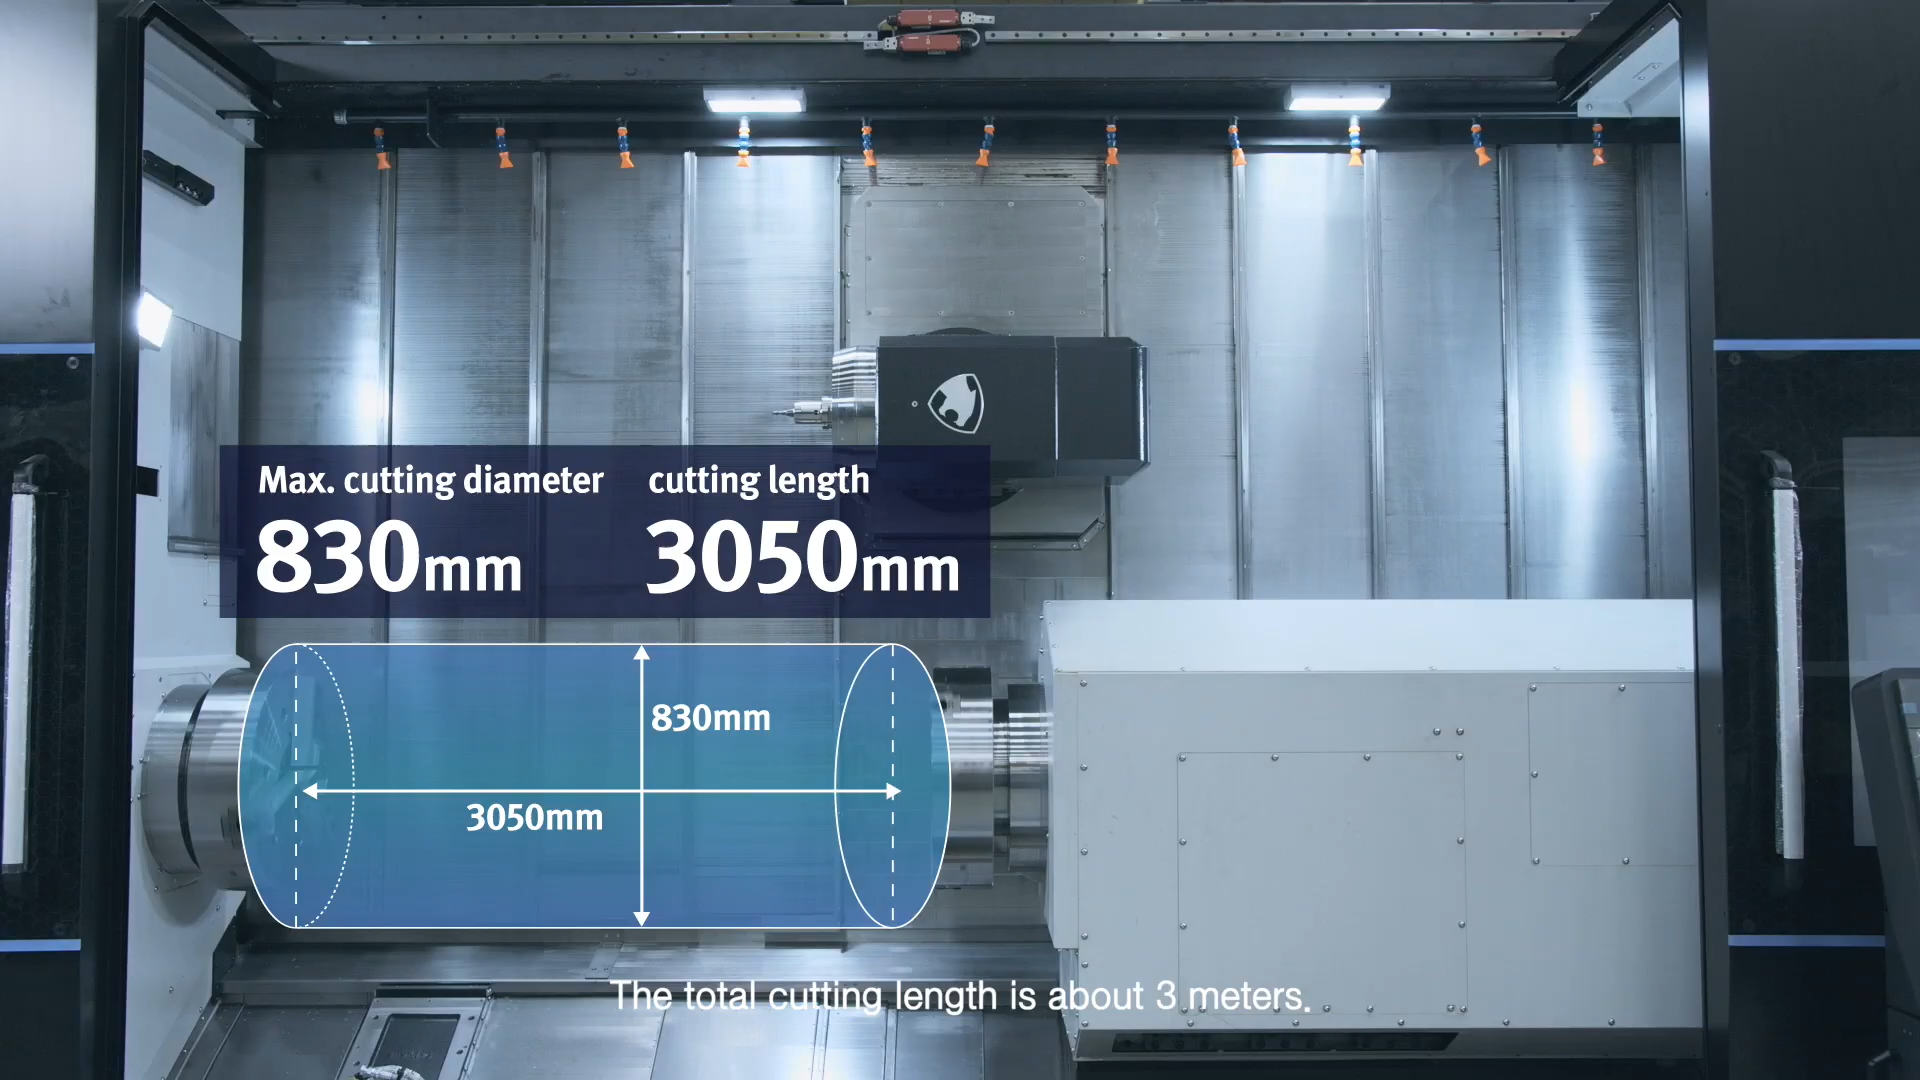 Max. cutting diameter
830mm
cutting length
3050mm
830mm
3050mm
The total cutting length is about 3 meters.